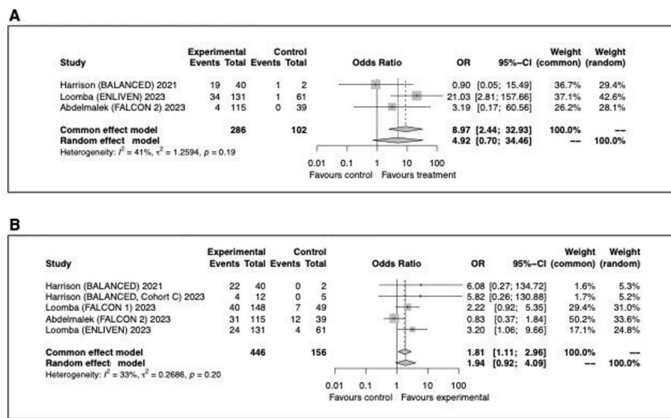 A
Experimental Control Weight Weight
Study Events Total Events Total Odds Ratio OR 95%-CI (common) (random)
Harrison (BALANCED) 2021 19 40 1 2 0.90 [0.05; 15.49] 36.7% 29.4%
Loomba (ENLIVEN) 2023 34 131 1 61 21.03 [2.81; 157.66] 37.1% 42.6%
Abdelmalek (FALCON 2) 2023 4 115 0 39 3.19 [0.17; 60.56] 26.2% 28.1%
Common effect model 286 102 8.97 [2.44; 32.93] 100.0% --
Random effect model 4.92 [0.70; 34.46] -- 100.0%
Heterogeneity: I² = 41%, τ² = 1.2594, p = 0.19
0.01 0.1 1 10 100
Favours control Favours treatment
B
Experimental Control Weight Weight
Study Events Total Events Total Odds Ratio OR 95%-CI (common) (random)
Harrison (BALANCED) 2021 22 40 0 2 6.08 [0.27; 134.72] 1.6% 5.3%
Harrison (BALANCED, Cohort C) 2023 4 12 0 5 5.82 [0.26; 130.88] 1.7% 5.2%
Loomba (FALCON 1) 2023 40 148 7 49 2.22 [0.92; 5.35] 29.4% 31.0%
Abdelmalek (FALCON 2) 2023 31 115 12 39 0.83 [0.37; 1.84] 50.2% 33.6%
Loomba (ENLIVEN) 2023 24 131 4 61 3.20 [1.06; 9.66] 17.1% 24.8%
Common effect model 446 156 1.81 [1.11; 2.96] 100.0% --
Random effect model 1.94 [0.92; 4.09] -- 100.0%
Heterogeneity: I² = 33%, τ² = 0.2686, p = 0.20
0.01 0.1 1 10 100
Favours control Favours experimental